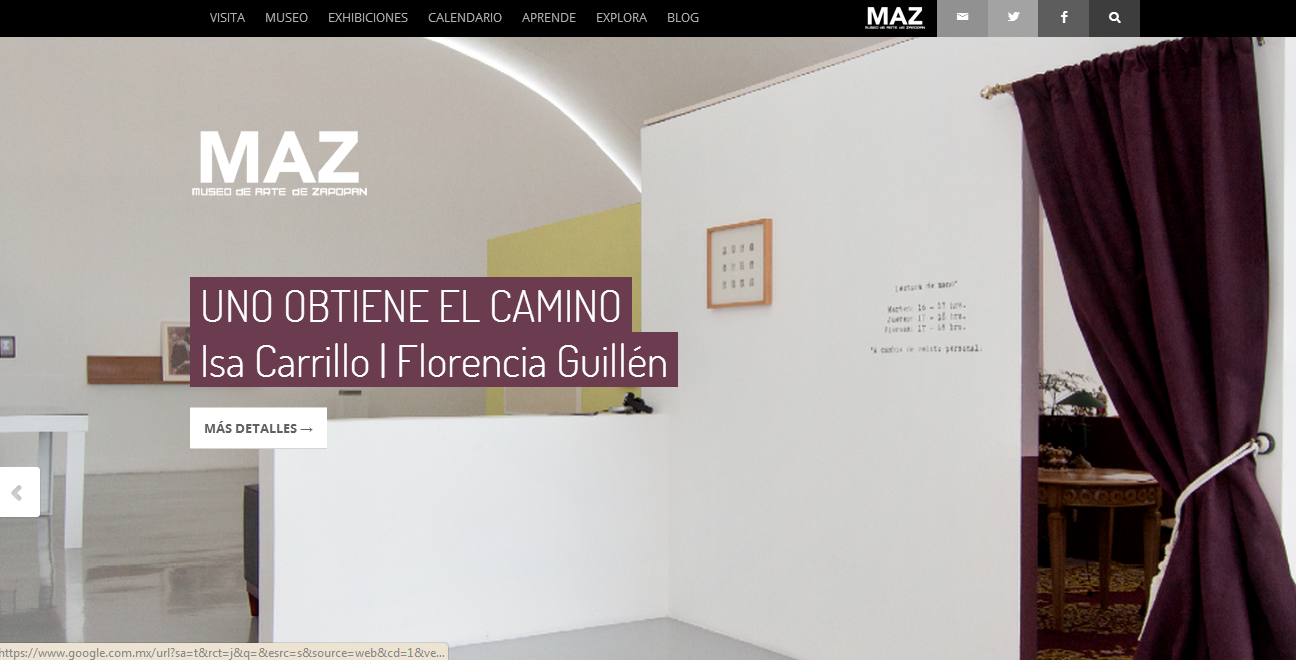 VISITA MUSEO EXHIBICIONES CALENDARIO APRENDE EXPLORA BLOG MAZ
MUSEO DE ARTE DE ZAPOPAN
MAZ
MUSEO dE ARTE dE ZAPOPAN
UNO OBTIENE EL CAMINO
Isa Carrillo | Florencia Guillén
MÁS DETALLES →
Lectura de mano*
Martes: 16 - 17 hrs.
Jueves: 17 - 18 hrs.
Viernes: 17 - 18 hrs.
*A cambio de relato personal.
https://www.google.com.mx/url?sa=t&rct=j&q=&esrc=s&source=web&cd=1&ve...